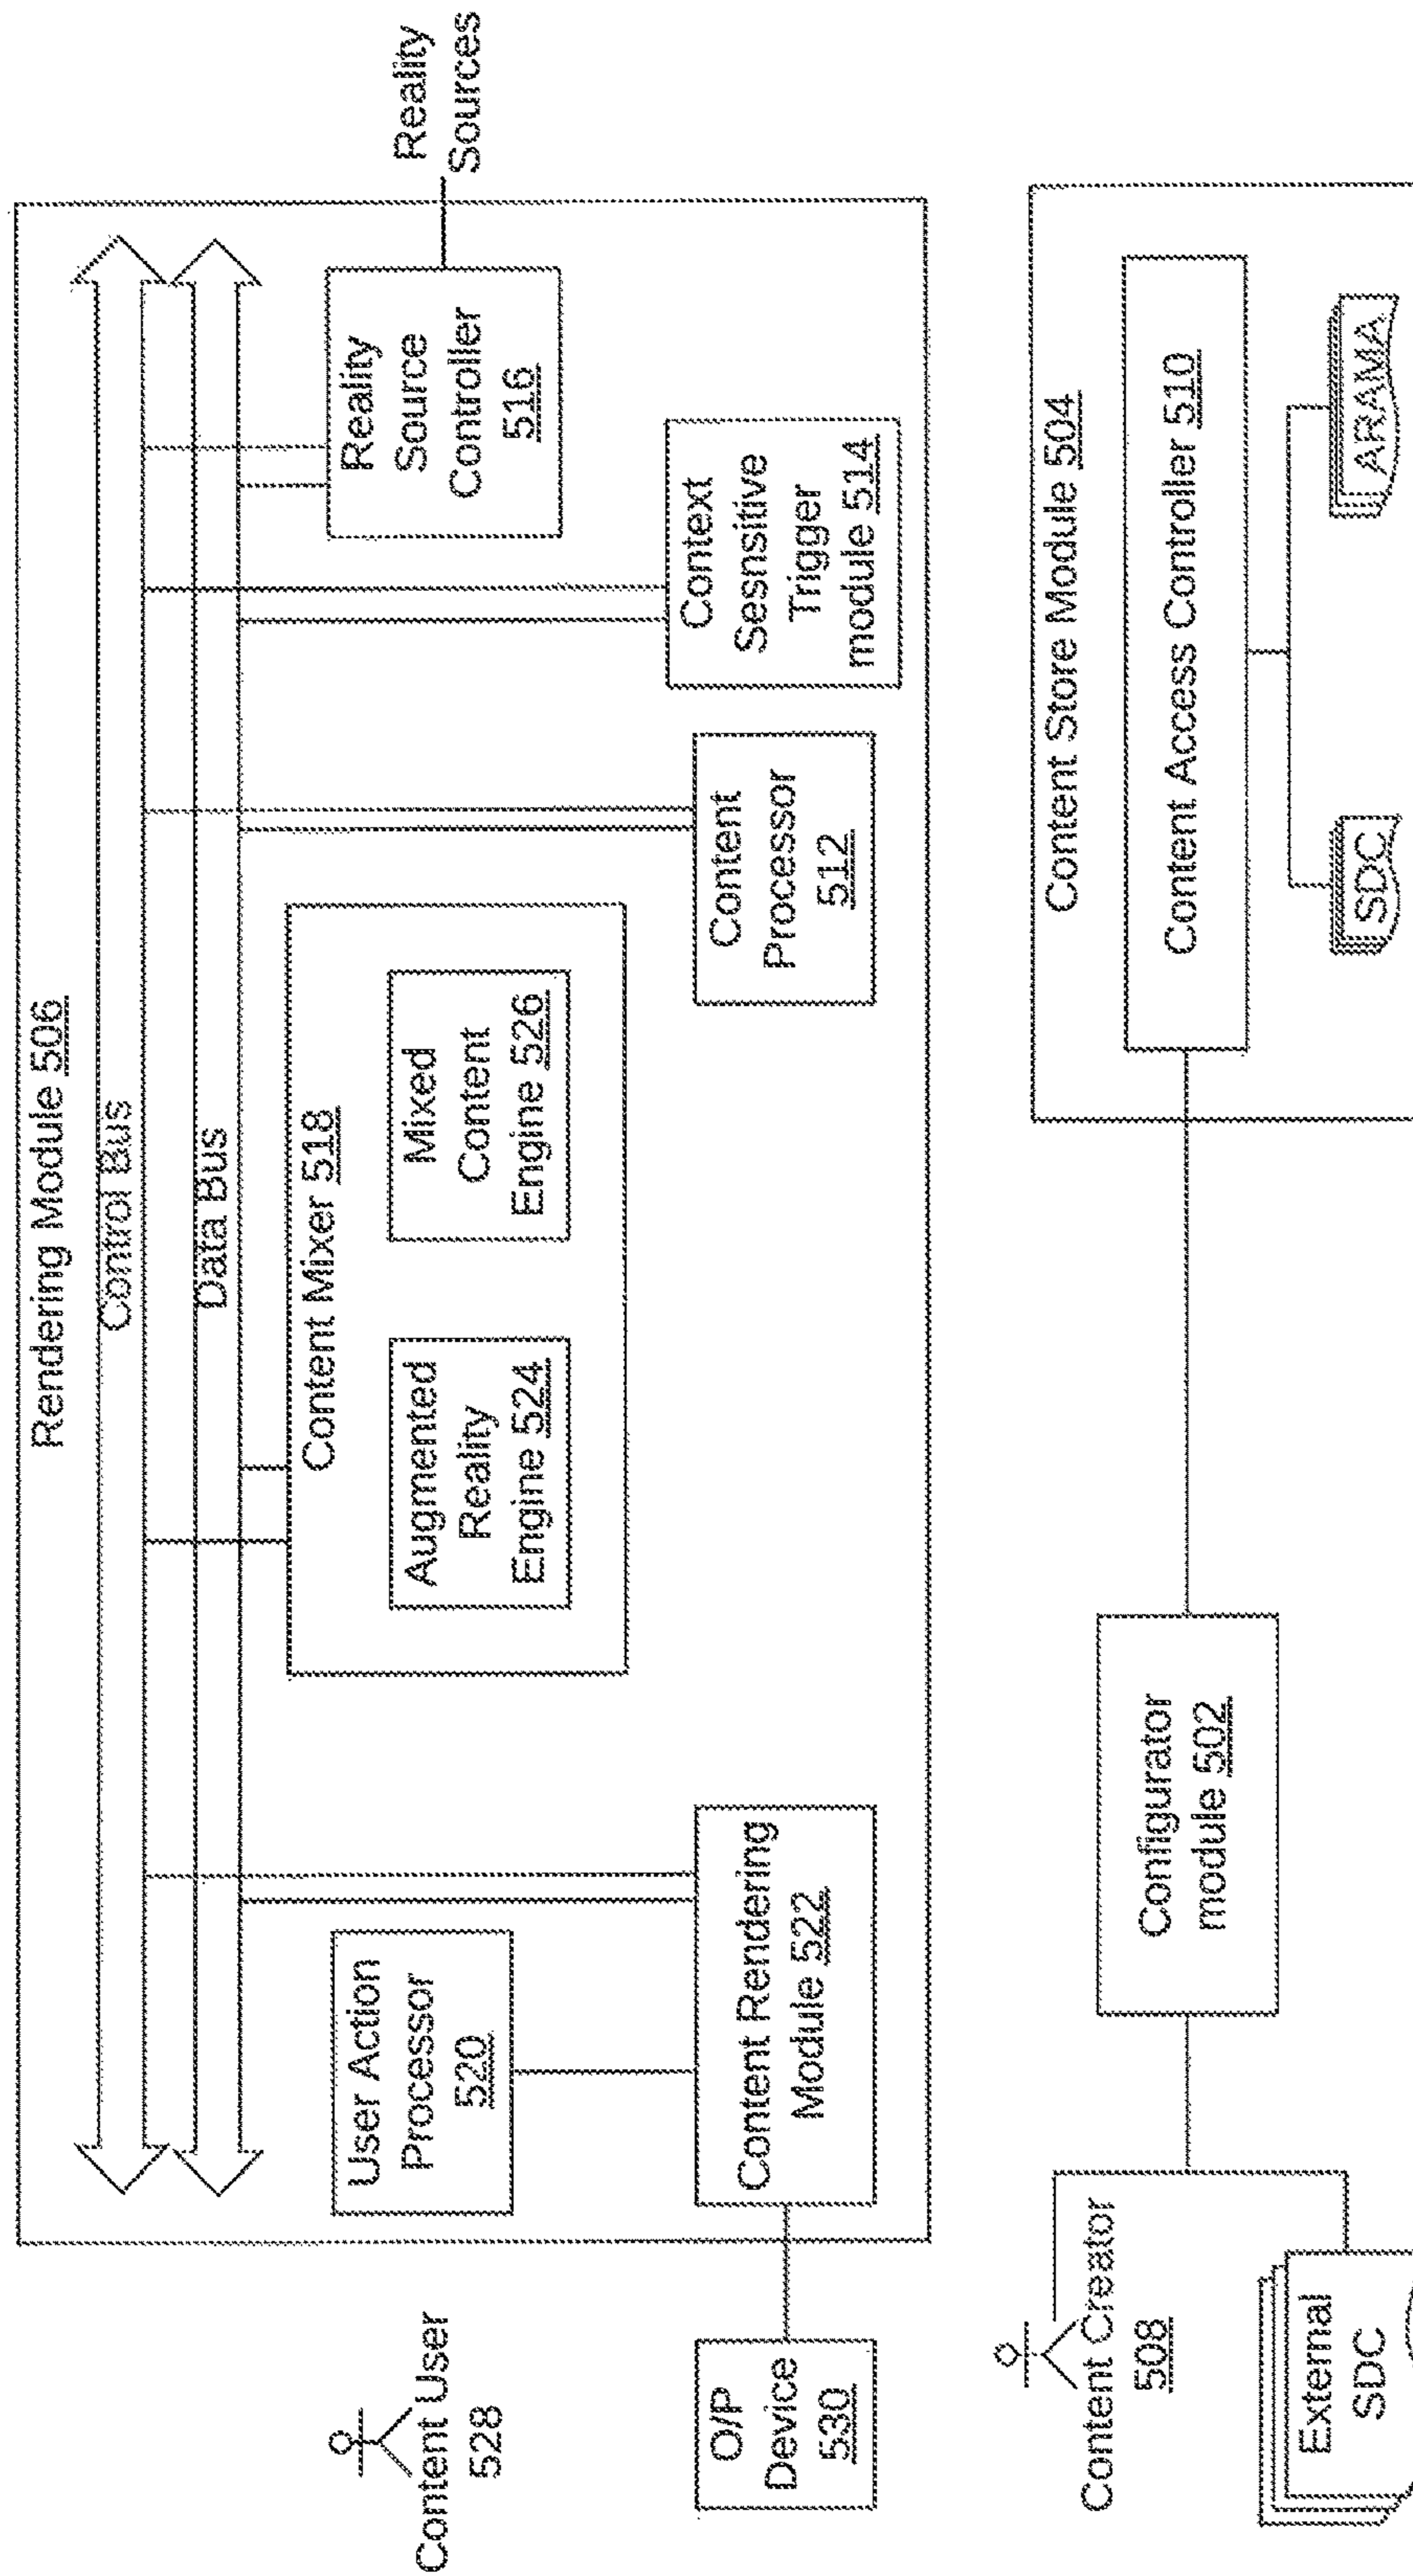 Rendering Module 506
Control Bus
Data Bus
Reality
Sources
Content User
528
User Action
Processor
520
Content Mixer 518
Augmented
Reality
Engine 524
Mixed
Content
Engine 526
Reality
Source
Controller
516
O/P
Device
530
Content Rendering
Module 522
Content
Processor
512
Context
Sesnsitive
Trigger
module 514
Content Creator
508
External
SDC
Configurator
module 502
Content Store Module 504
Content Access Controller 510
SDC
ARAMA